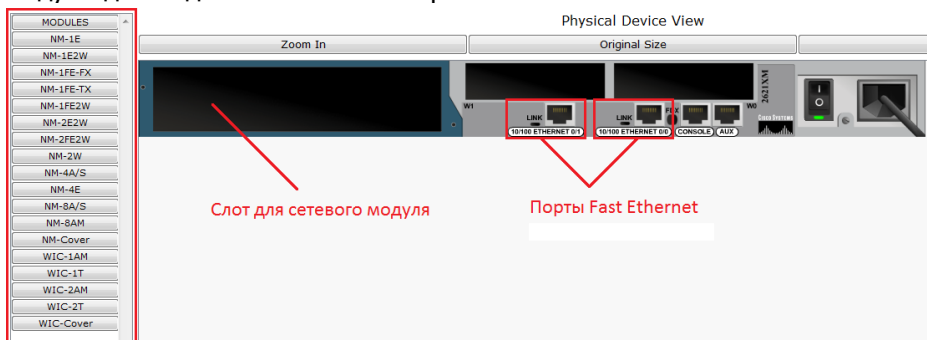 MODULES
NM-1E
NM-1E2W
NM-1FE-FX
NM-1FE-TX
NM-1FE2W
NM-2E2W
NM-2FE2W
NM-2W
NM-4A/S
NM-4E
NM-8A/S
NM-8AM
NM-Cover
WIC-1AM
WIC-1T
WIC-2AM
WIC-2T
WIC-Cover
Physical Device View
Zoom In
Original Size
W1
LINK
10/100 ETHERNET 0/1
LINK
10/100 ETHERNET 0/0
CONSOLE
AUX
W0
2621XM
Cisco Systems
Слот для сетевого модуля
Порты Fast Ethernet